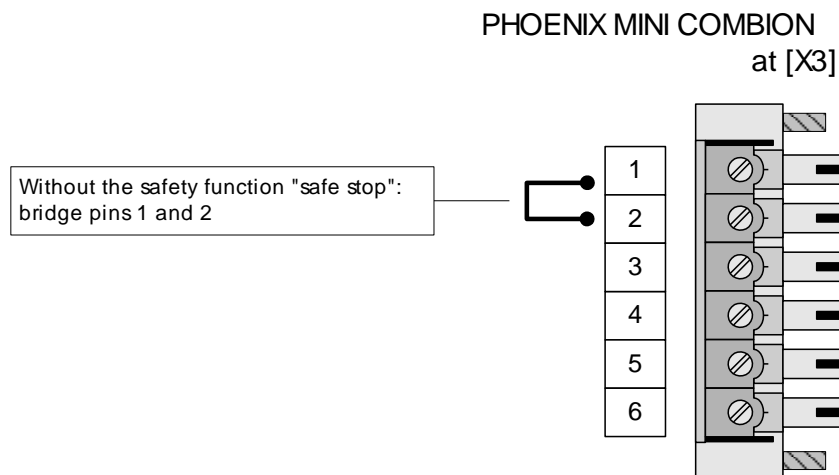 PHOENIX MINI COMBION
at [X3]
Without the safety function "safe stop":
bridge pins 1 and 2
1
2
3
4
5
6